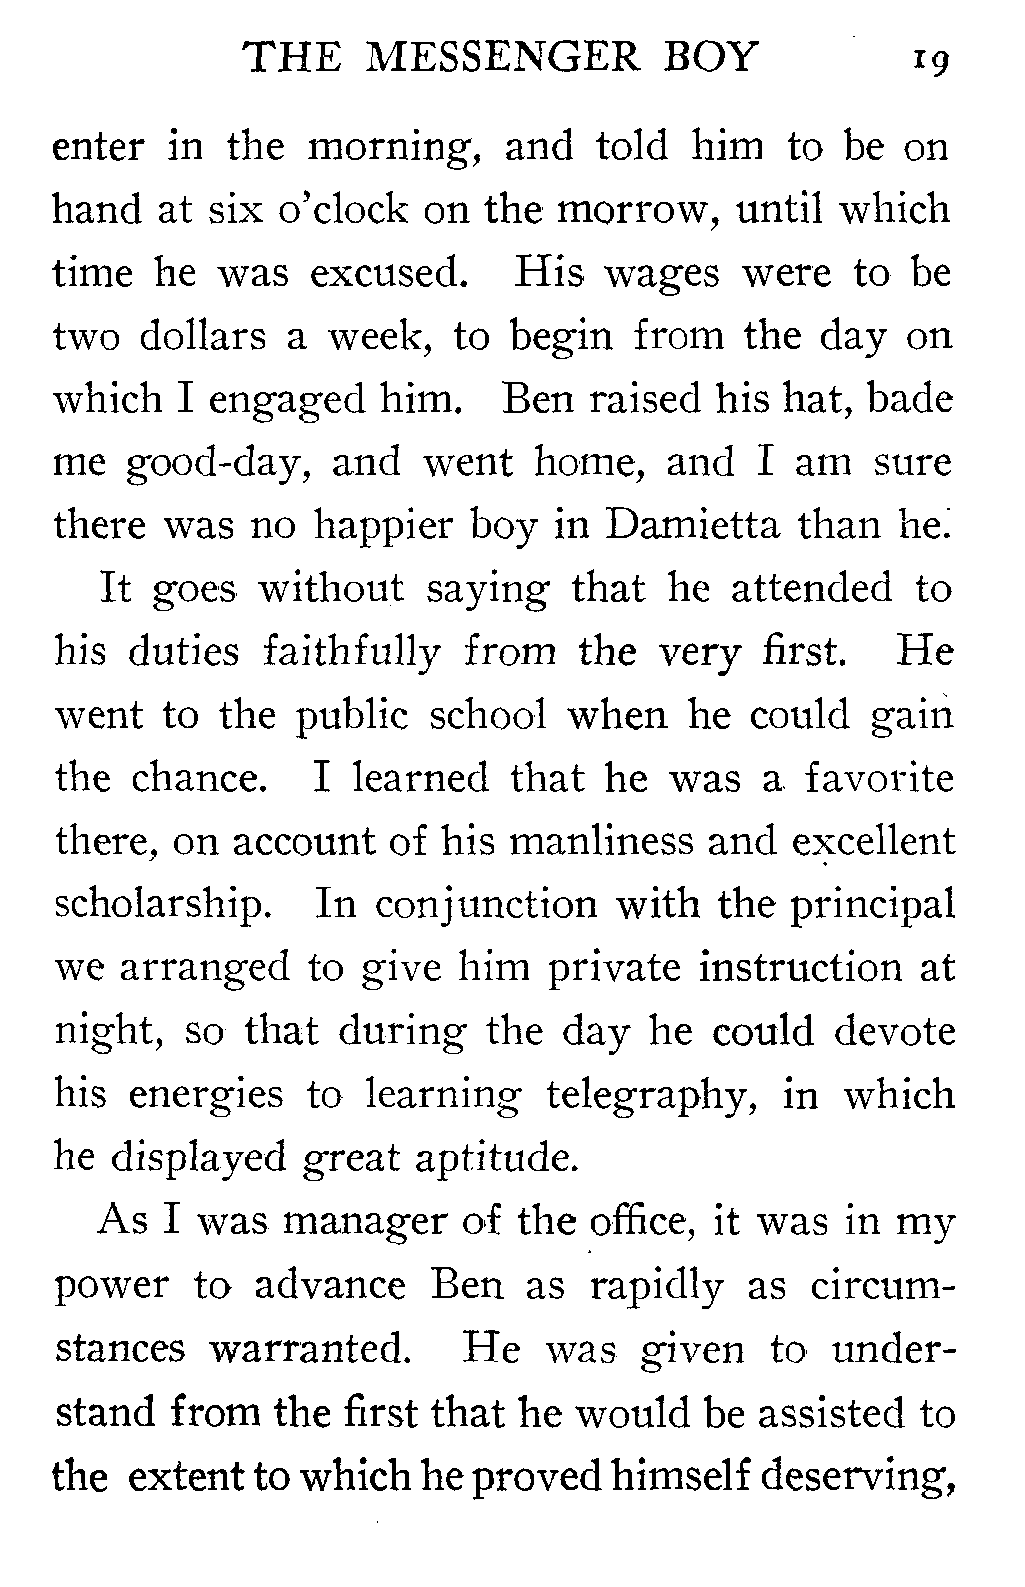 THE MESSENGER BOY 19
enter in the morning, and told him to be on
hand at six o'clock on the morrow, until which
time he was excused. His wages were to be
two dollars a week, to begin from the day on
which I engaged him. Ben raised his hat, bade
me good-day, and went home, and I am sure
there was no happier boy in Damietta than he.
It goes without saying that he attended to
his duties faithfully from the very first. He
went to the public school when he could gain
the chance. I learned that he was a favorite
there, on account of his manliness and excellent
scholarship. In conjunction with the principal
we arranged to give him private instruction at
night, so that during the day he could devote
his energies to learning telegraphy, in which
he displayed great aptitude.
As I was manager of the office, it was in my
power to advance Ben as rapidly as circum-
stances warranted. He was given to under-
stand from the first that he would be assisted to
the extent to which he proved himself deserving,